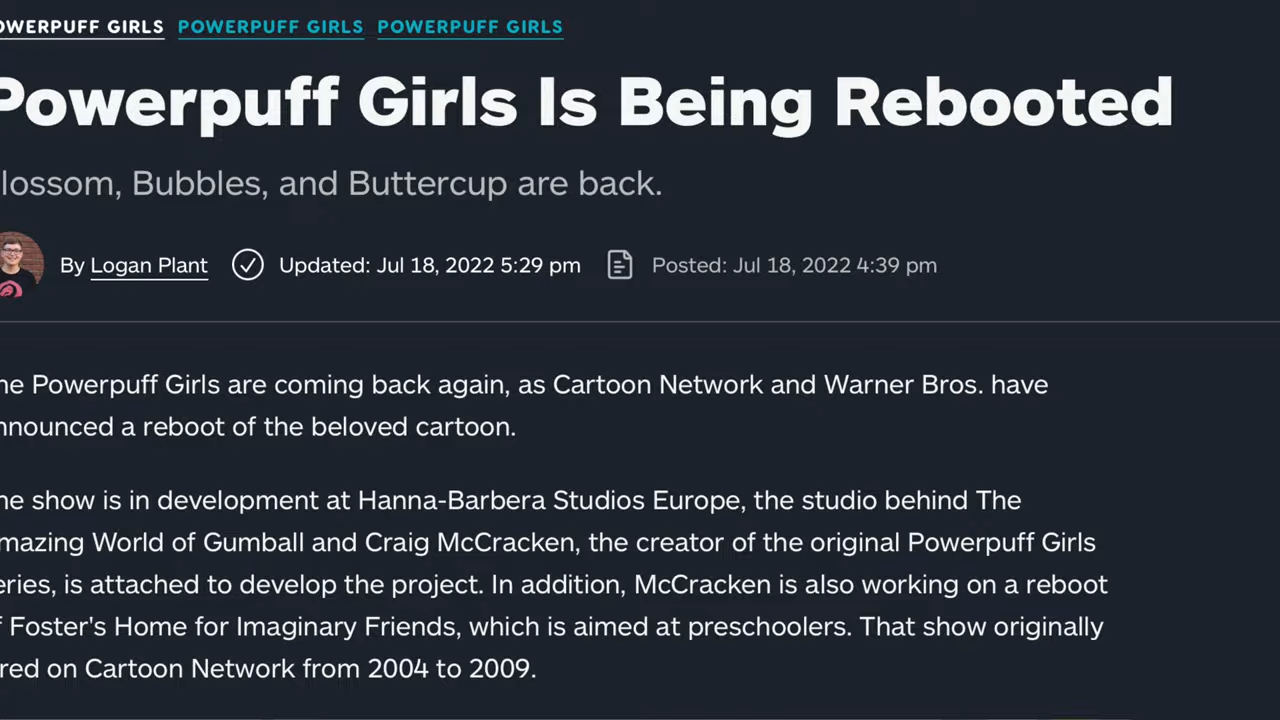 OWERPUFF GIRLS POWERPUFF GIRLS POWERPUFF GIRLS
Powerpuff Girls Is Being Rebooted
lossom, Bubbles, and Buttercup are back.
By Logan Plant Updated: Jul 18, 2022 5:29 pm Posted: Jul 18, 2022 4:39 pm
he Powerpuff Girls are coming back again, as Cartoon Network and Warner Bros. have
nnounced a reboot of the beloved cartoon.
he show is in development at Hanna-Barbera Studios Europe, the studio behind The
mazing World of Gumball and Craig McCracken, the creator of the original Powerpuff Girls
eries, is attached to develop the project. In addition, McCracken is also working on a reboot
f Foster's Home for Imaginary Friends, which is aimed at preschoolers. That show originally
red on Cartoon Network from 2004 to 2009.